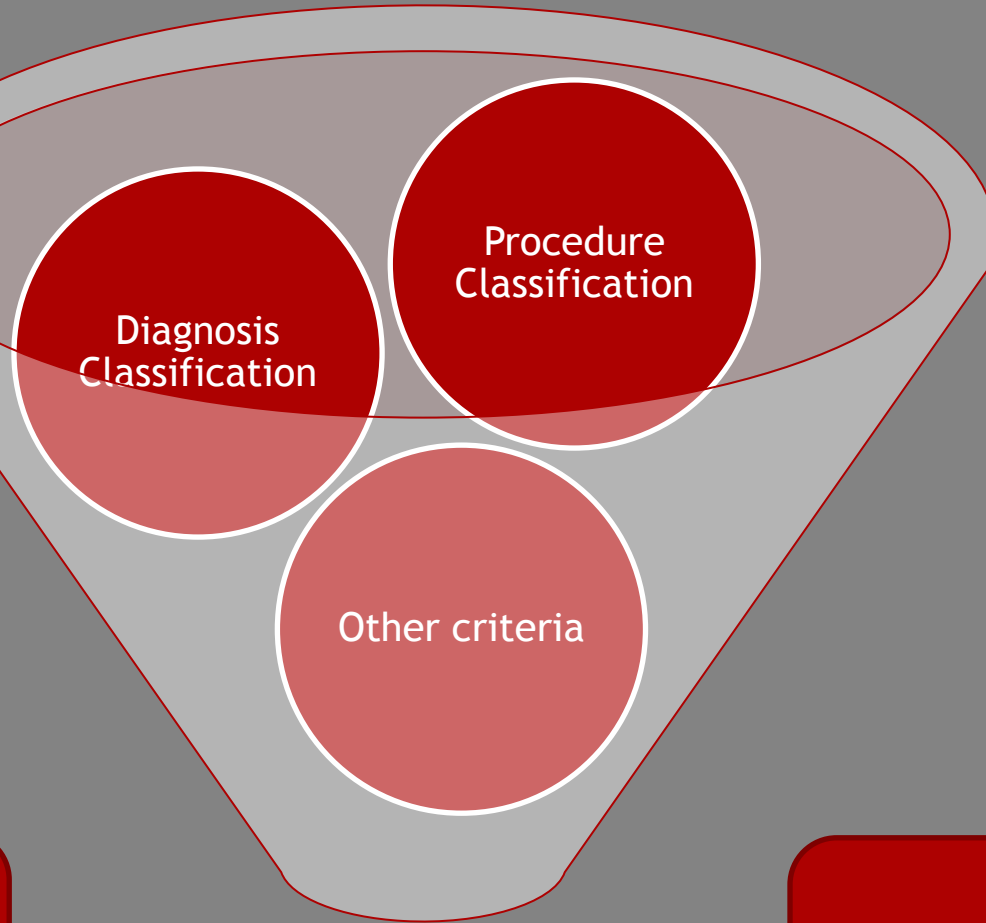 Procedure
Classification
Diagnosis
Classification
Other criteria